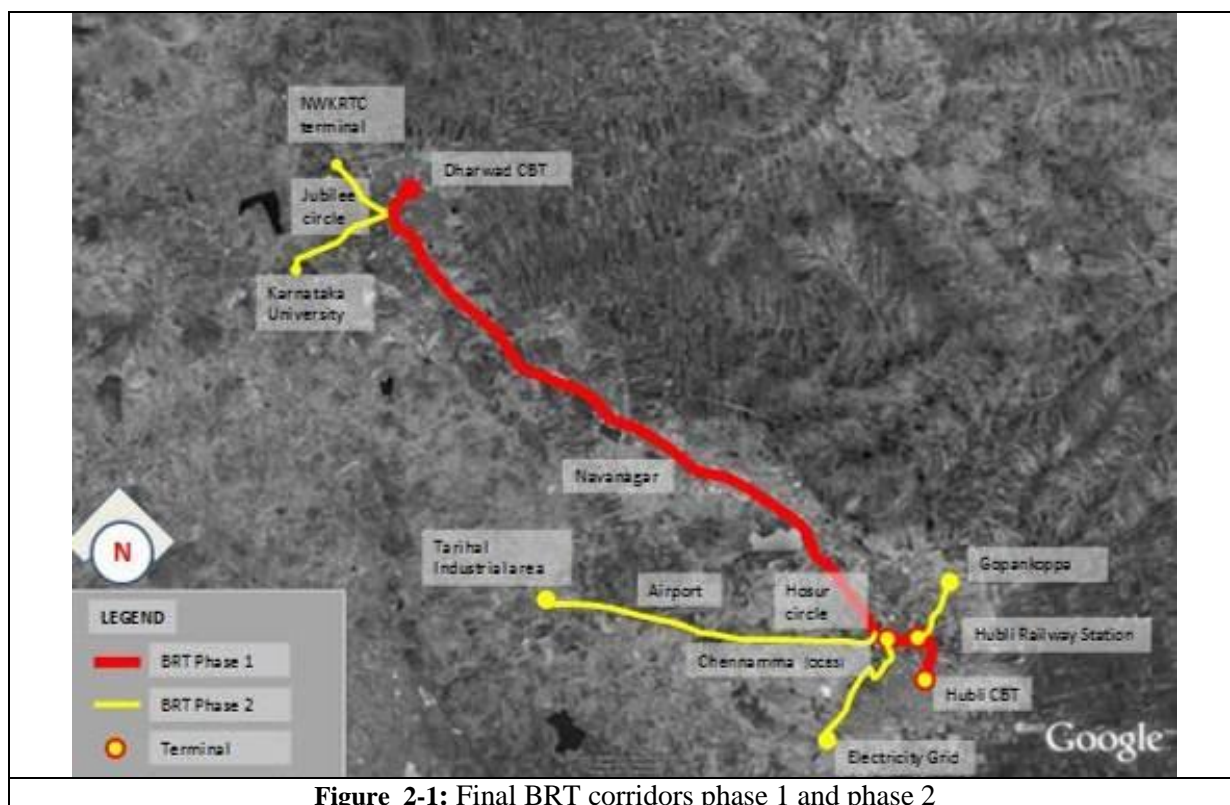 NWKRTC
terminal
Dharwad CBT
Jubilee
circle
Karnataka
University
Navanagar
Tarihal
Industrial area
Airport
Hosur
circle
Gopankoppa
Hubli Railway Station
Chennamma
Hubli CBT
Electricity Grid
N
LEGEND
BRT Phase 1
BRT Phase 2
Terminal
Google
Figure 2-1: Final BRT corridors phase 1 and phase 2